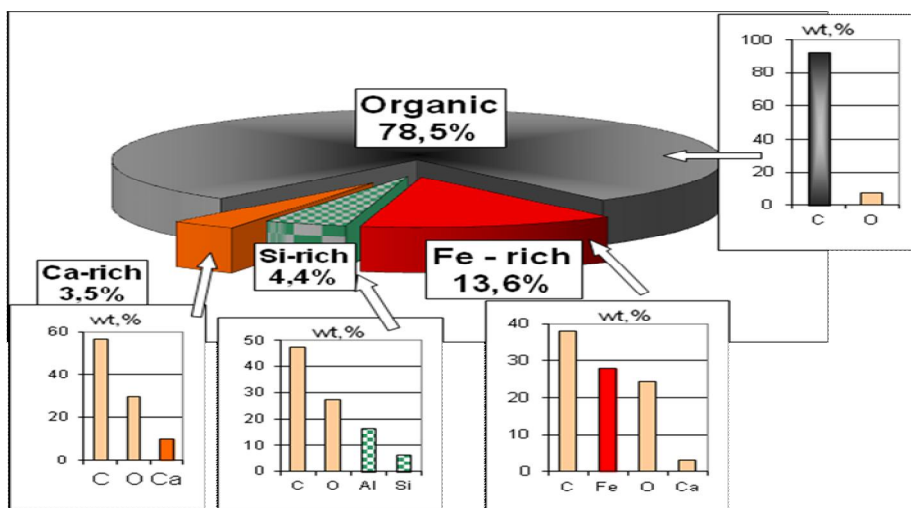 Organic
78,5%
wt,%
100
80
60
40
20
0
C O
Ca-rich
3,5%
Si-rich
4,4%
Fe - rich
13,6%
wt,%
60
40
20
0
C O Ca
wt,%
50
40
30
20
10
0
C O Al Si
wt,%
40
30
20
10
0
C Fe O Ca